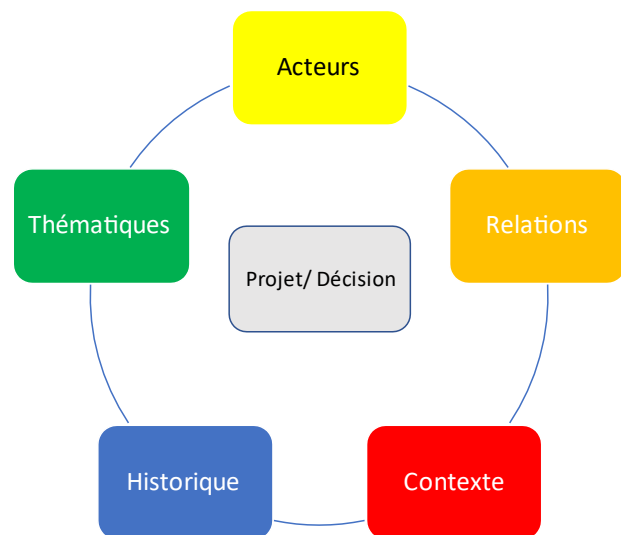 Acteurs
Thématiques
Relations
Projet/ Décision
Historique
Contexte